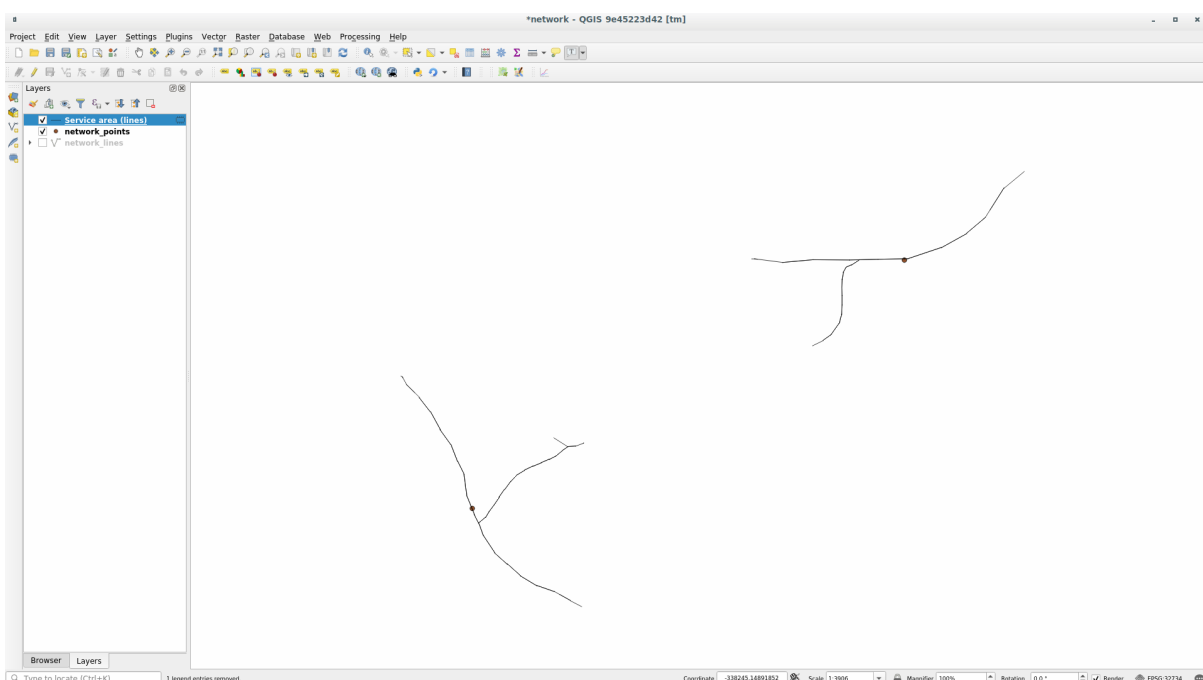 *network - QGIS 9e45223d42 [tm]
Project Edit View Layer Settings Plugins Vector Raster Database Web Processing Help
Layers
Service area (lines)
network_points
network_lines
Browser Layers
Type to locate (Ctrl+K) 1 legend entries removed Coordinate -338245,14891852 Scale 1:3906 Magnifier 100% Rotation 0,0 ° Render EPSG:32734